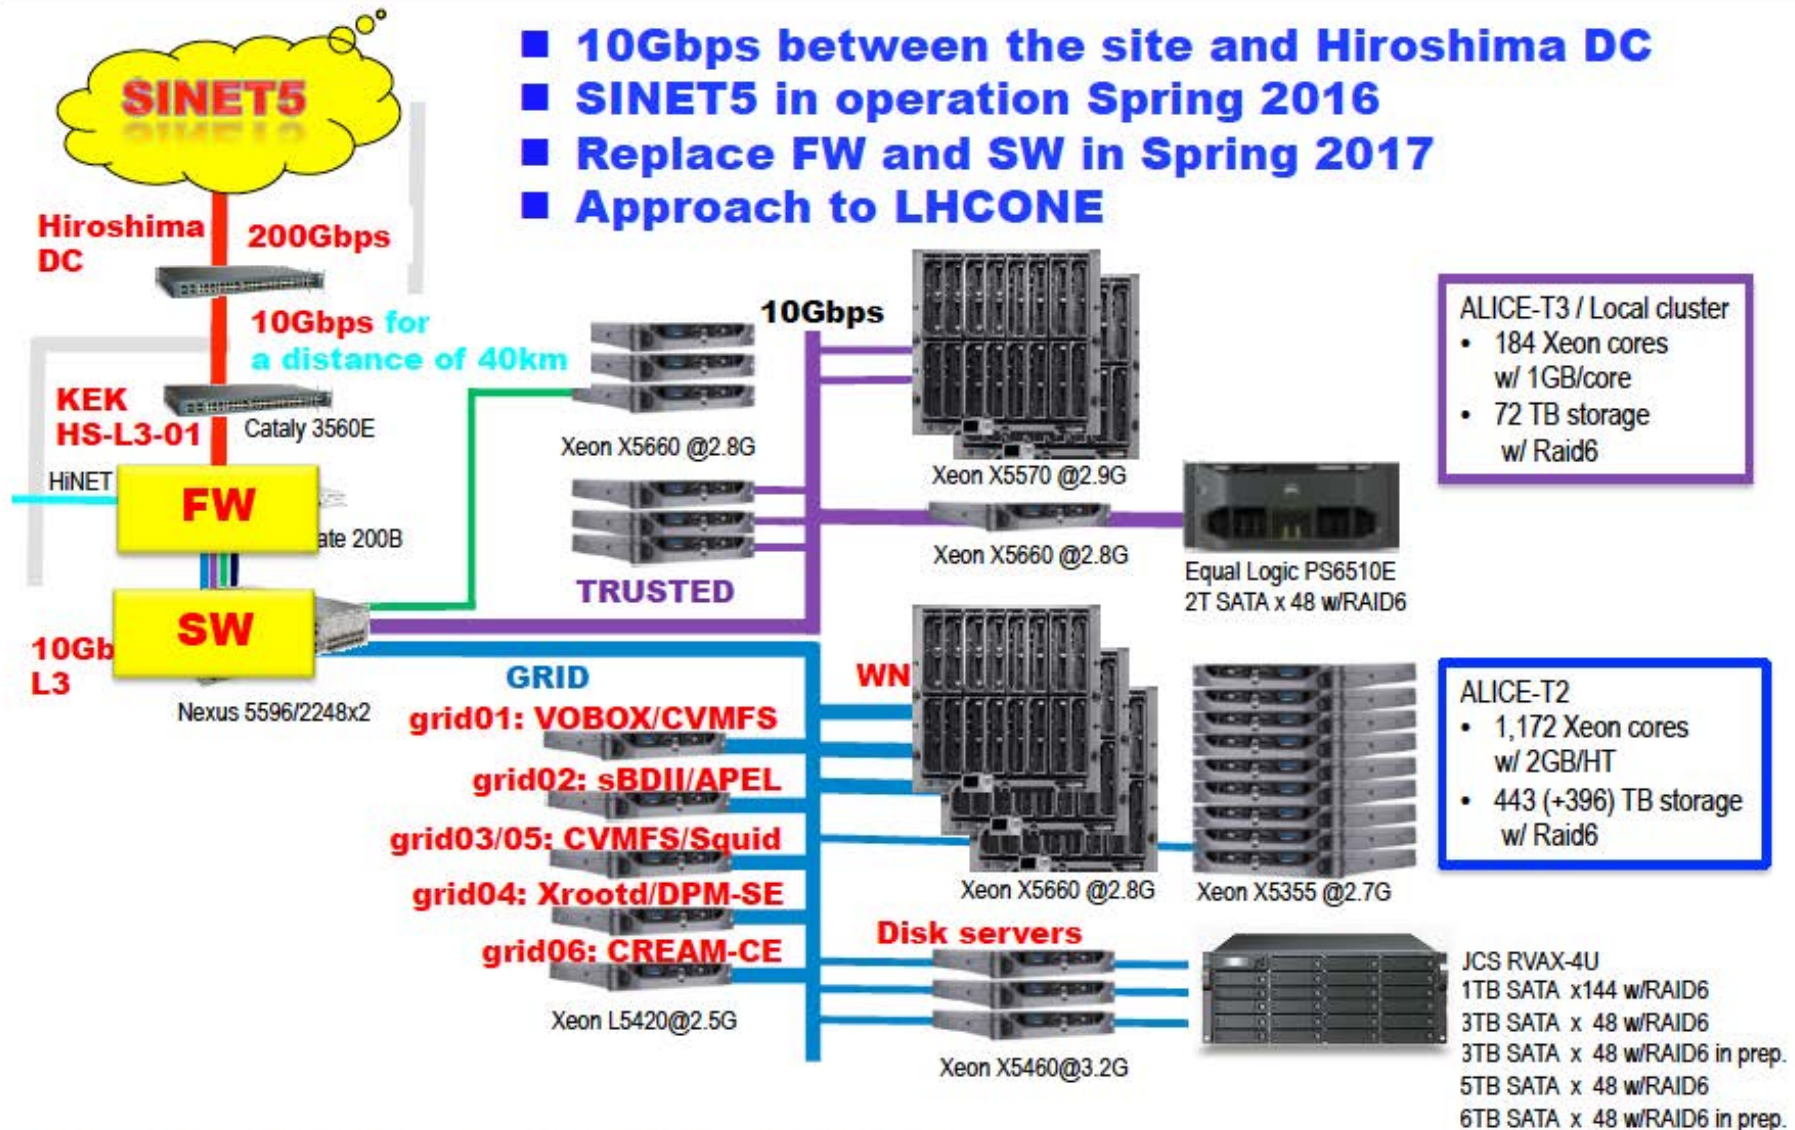 SINET5
■ 10Gbps between the site and Hiroshima DC
■ SINET5 in operation Spring 2016
■ Replace FW and SW in Spring 2017
■ Approach to LHCONE
Hiroshima
DC
200Gbps
10Gbps for
a distance of 40km
KEK
HS-L3-01
Cataly 3560E
HiNET
FW
ate 200B
SW
10Gb
L3
Nexus 5596/2248x2
Xeon X5660 @2.8G
TRUSTED
10Gbps
Xeon X5570 @2.9G
Xeon X5660 @2.8G
Equal Logic PS6510E
2T SATA x 48 w/RAID6
ALICE-T3 / Local cluster
• 184 Xeon cores
w/ 1GB/core
• 72 TB storage
w/ Raid6
GRID
grid01: VOBOX/CVMFS
grid02: sBDII/APEL
grid03/05: CVMFS/Squid
grid04: Xrootd/DPM-SE
grid06: CREAM-CE
Xeon L5420@2.5G
WN
Xeon X5660 @2.8G
Xeon X5355 @2.7G
ALICE-T2
• 1,172 Xeon cores
w/ 2GB/HT
• 443 (+396) TB storage
w/ Raid6
Disk servers
Xeon X5460@3.2G
JCS RVAX-4U
1TB SATA x144 w/RAID6
3TB SATA x 48 w/RAID6
3TB SATA x 48 w/RAID6 in prep.
5TB SATA x 48 w/RAID6
6TB SATA x 48 w/RAID6 in prep.